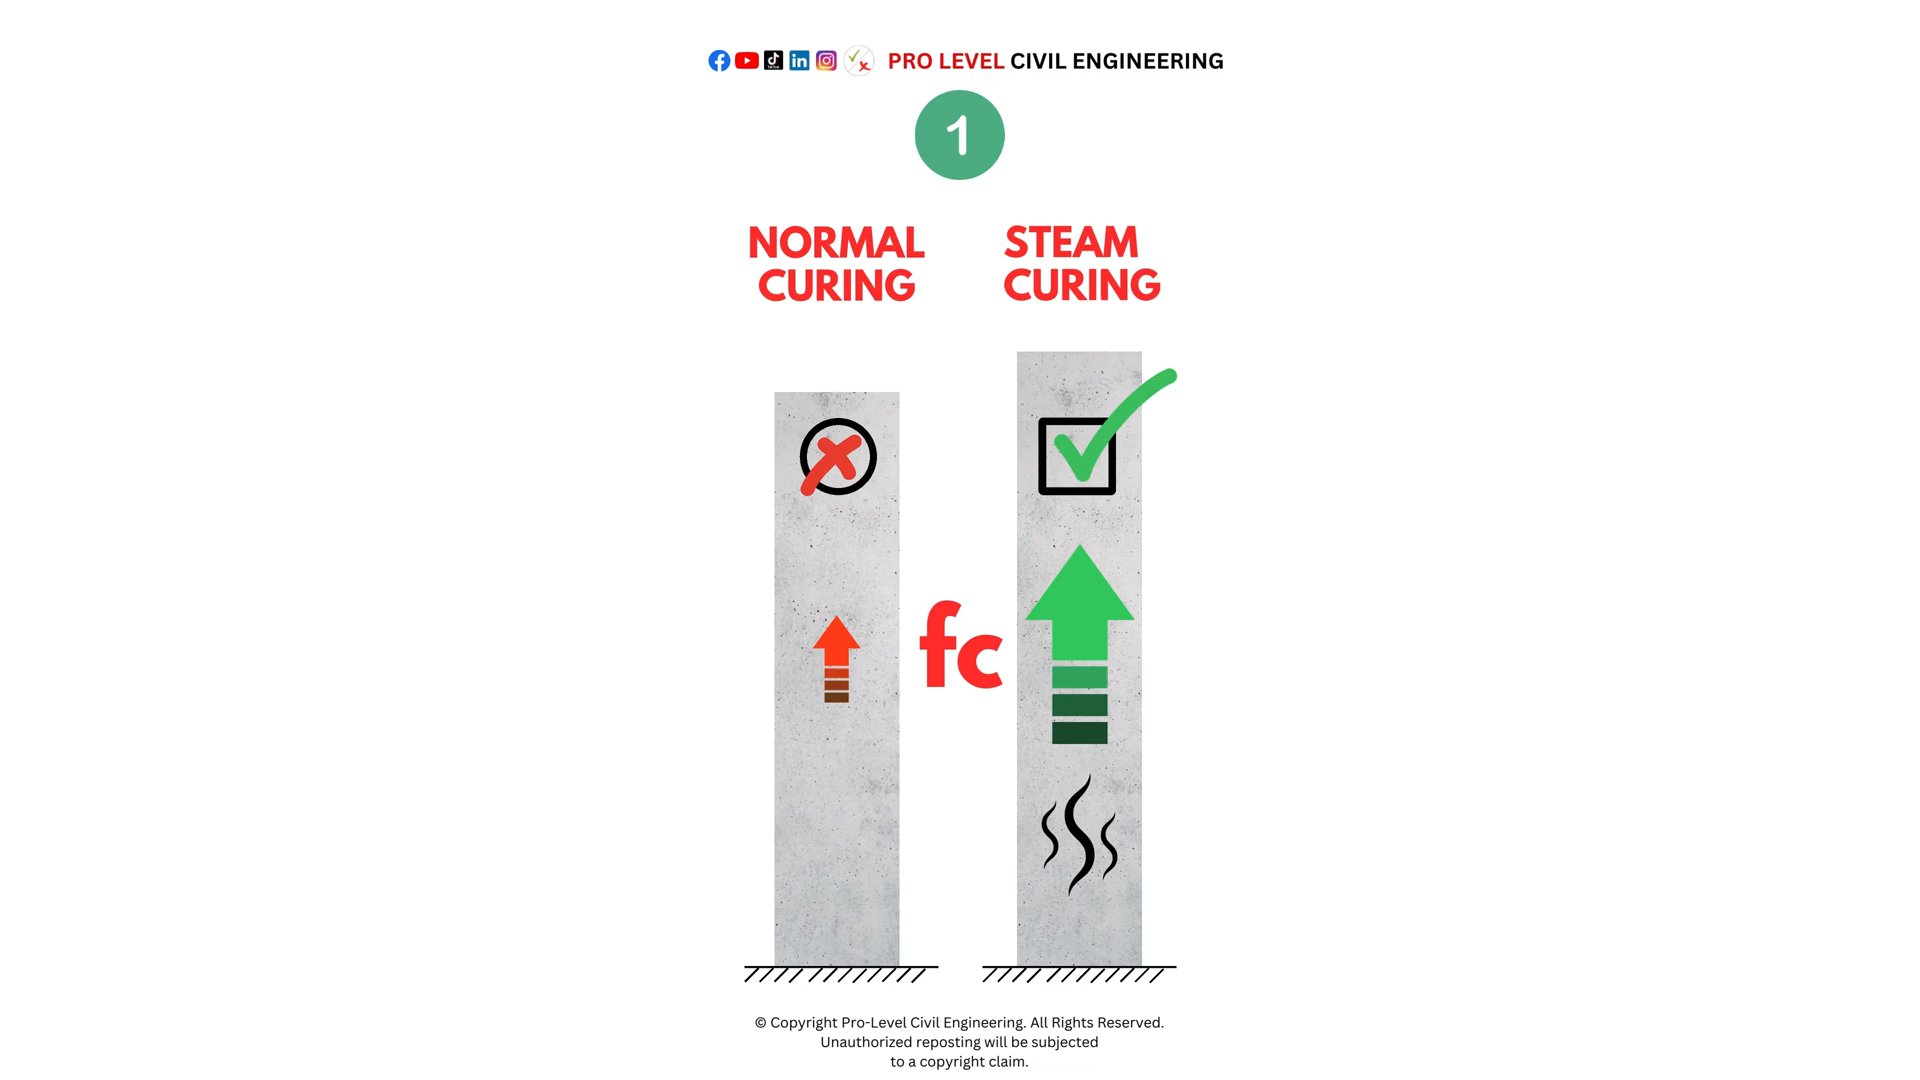 PRO LEVEL CIVIL ENGINEERING
1
NORMAL
CURING
STEAM
CURING
fc
© Copyright Pro-Level Civil Engineering. All Rights Reserved.
Unauthorized reposting will be subjected
to a copyright claim.